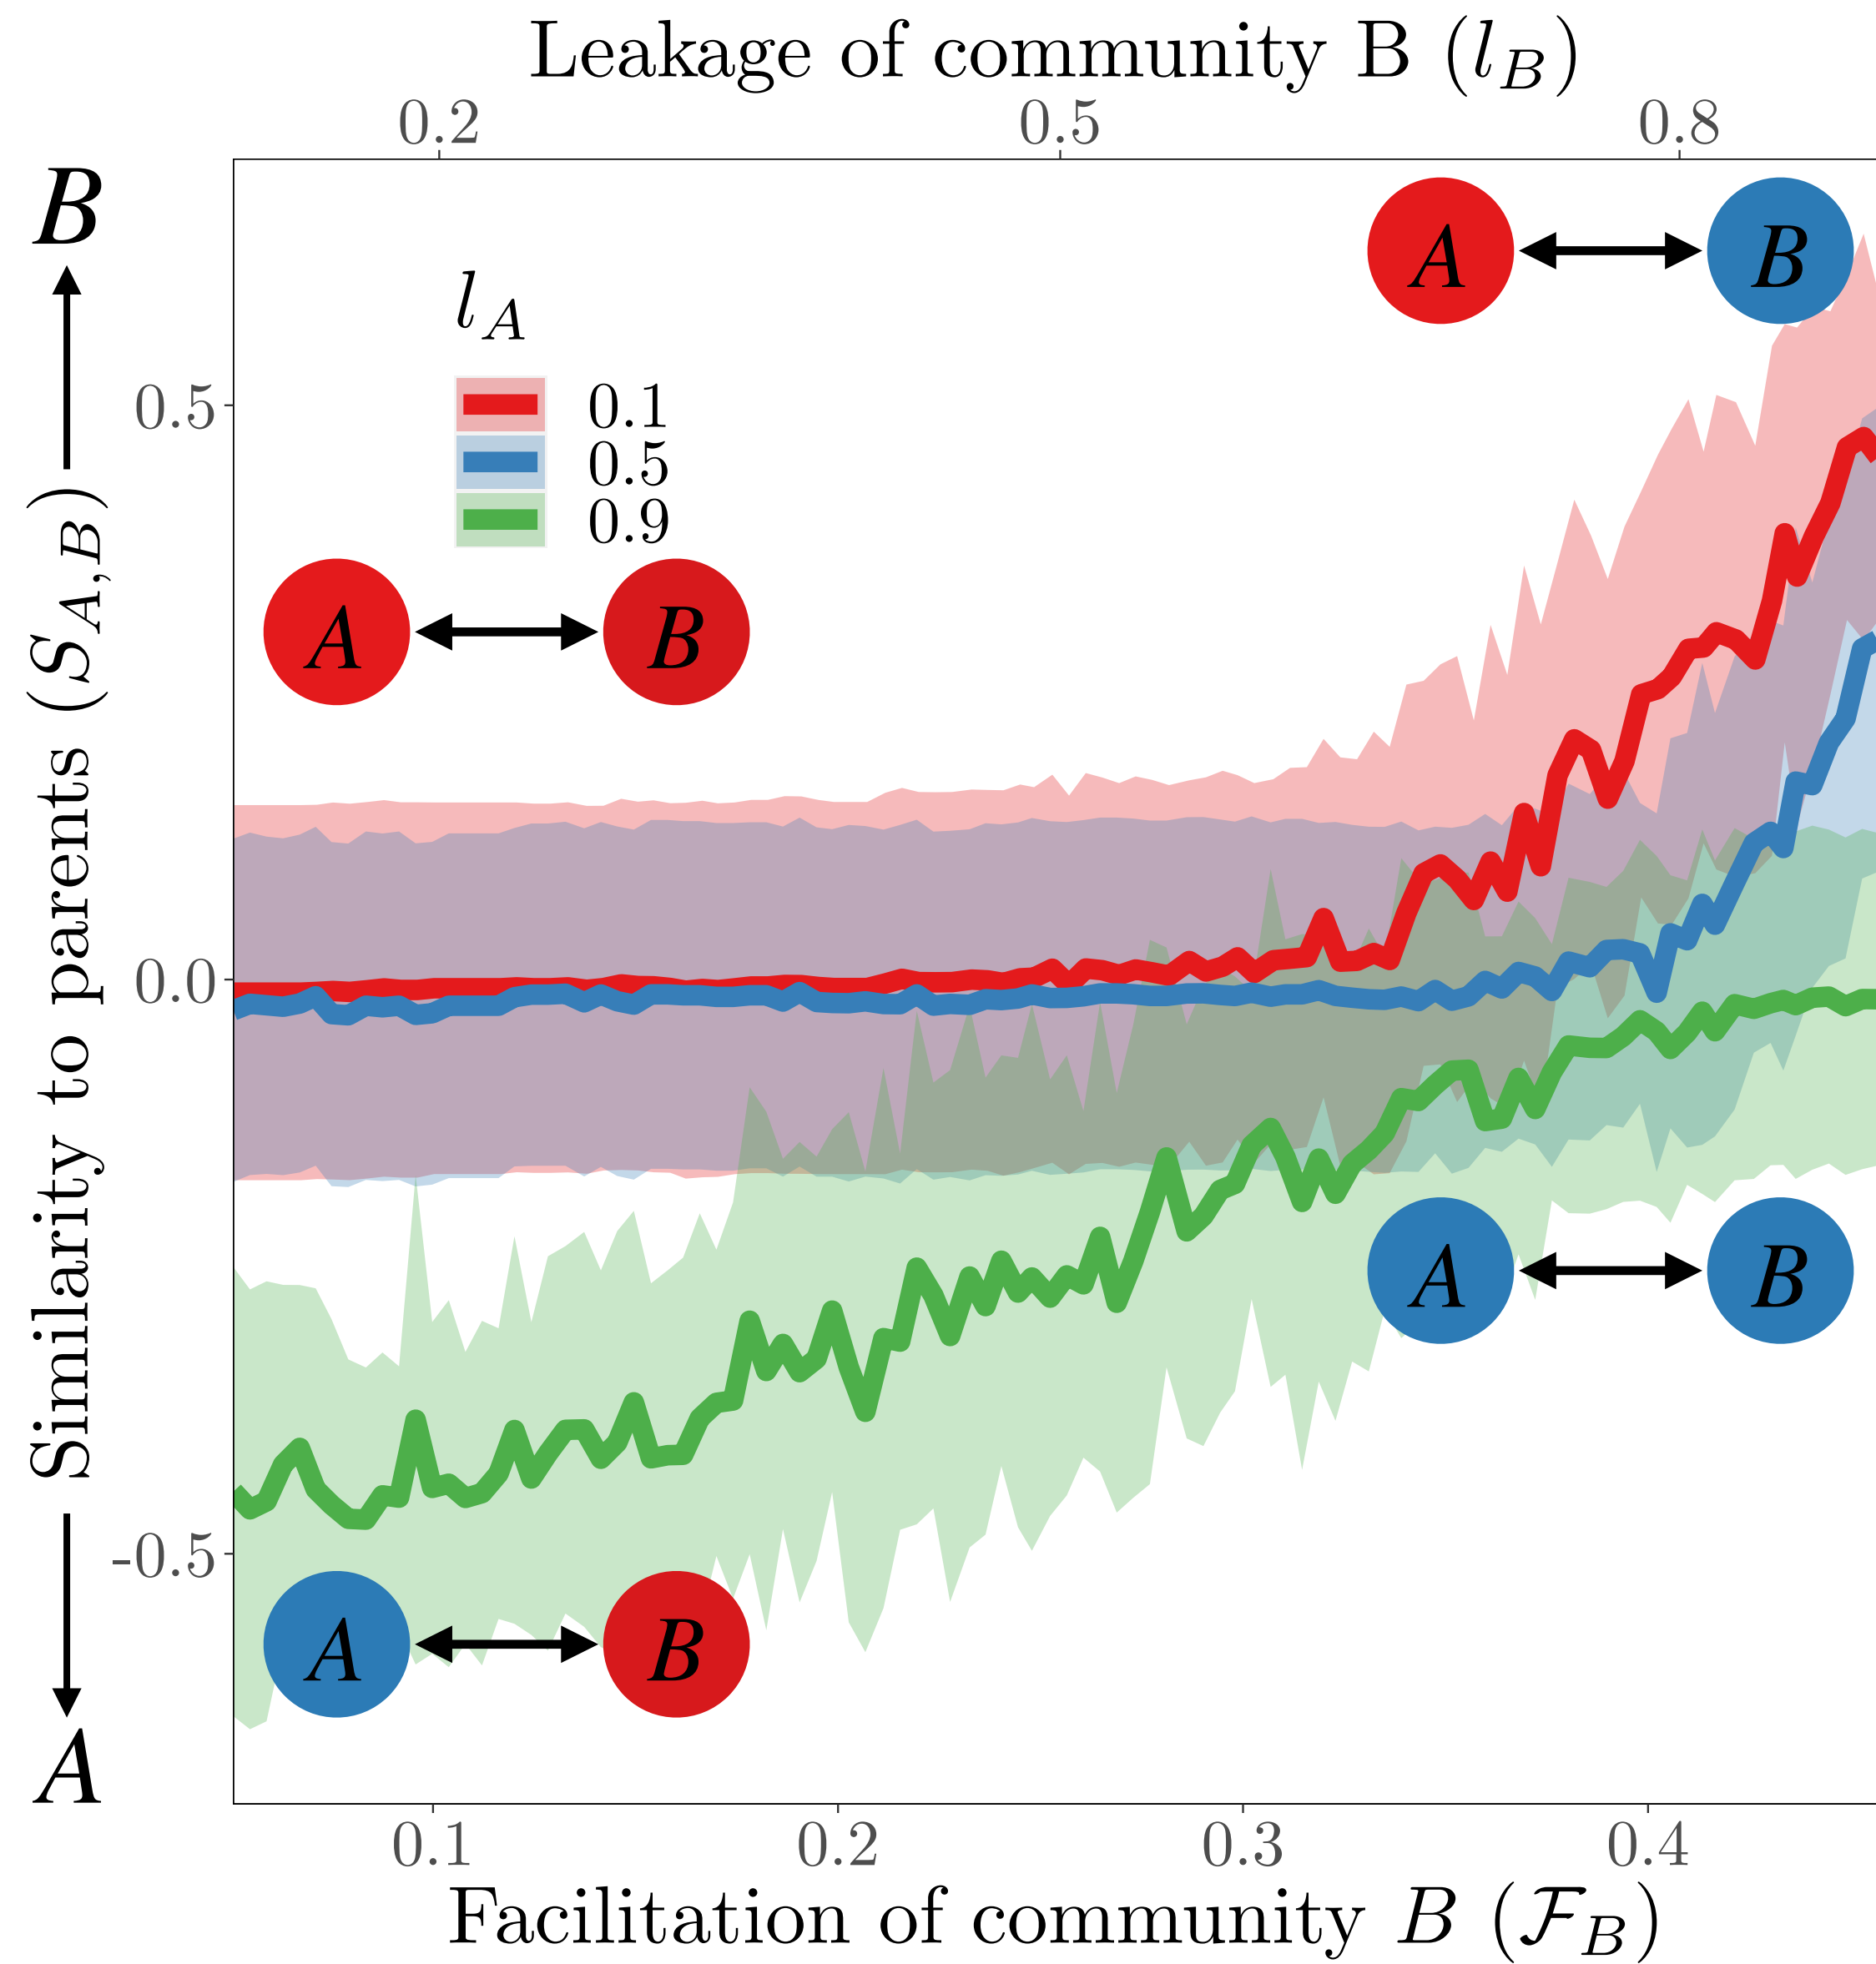 Leakage of community B (l_B)
0.2 0.5 0.8
B
A B
l_A
0.1
0.5
0.9
A B
0.5
0.0
-0.5
Similarity to parents (S_{A,B})
A B
A B
A
0.1 0.2 0.3 0.4
Facilitation of community B (ℱ_B)